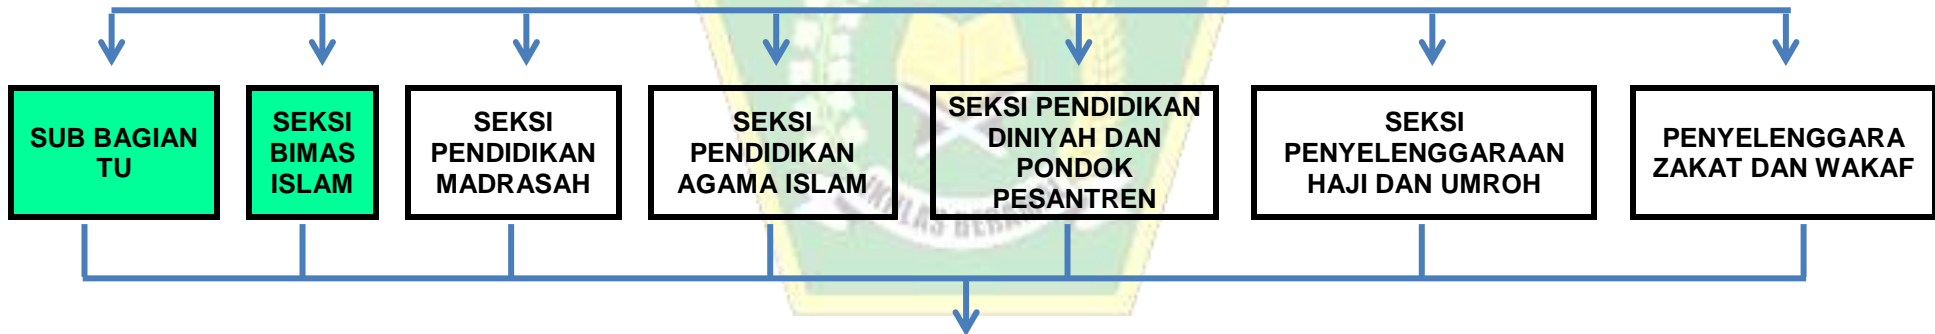 SUB BAGIAN
TU
SEKSI
BIMAS
ISLAM
SEKSI
PENDIDIKAN
MADRASAH
SEKSI
PENDIDIKAN
AGAMA ISLAM
SEKSI PENDIDIKAN
DINIYAH DAN
PONDOK
PESANTREN
SEKSI
PENYELENGGARAAN
HAJI DAN UMROH
PENYELENGGARA
ZAKAT DAN WAKAF